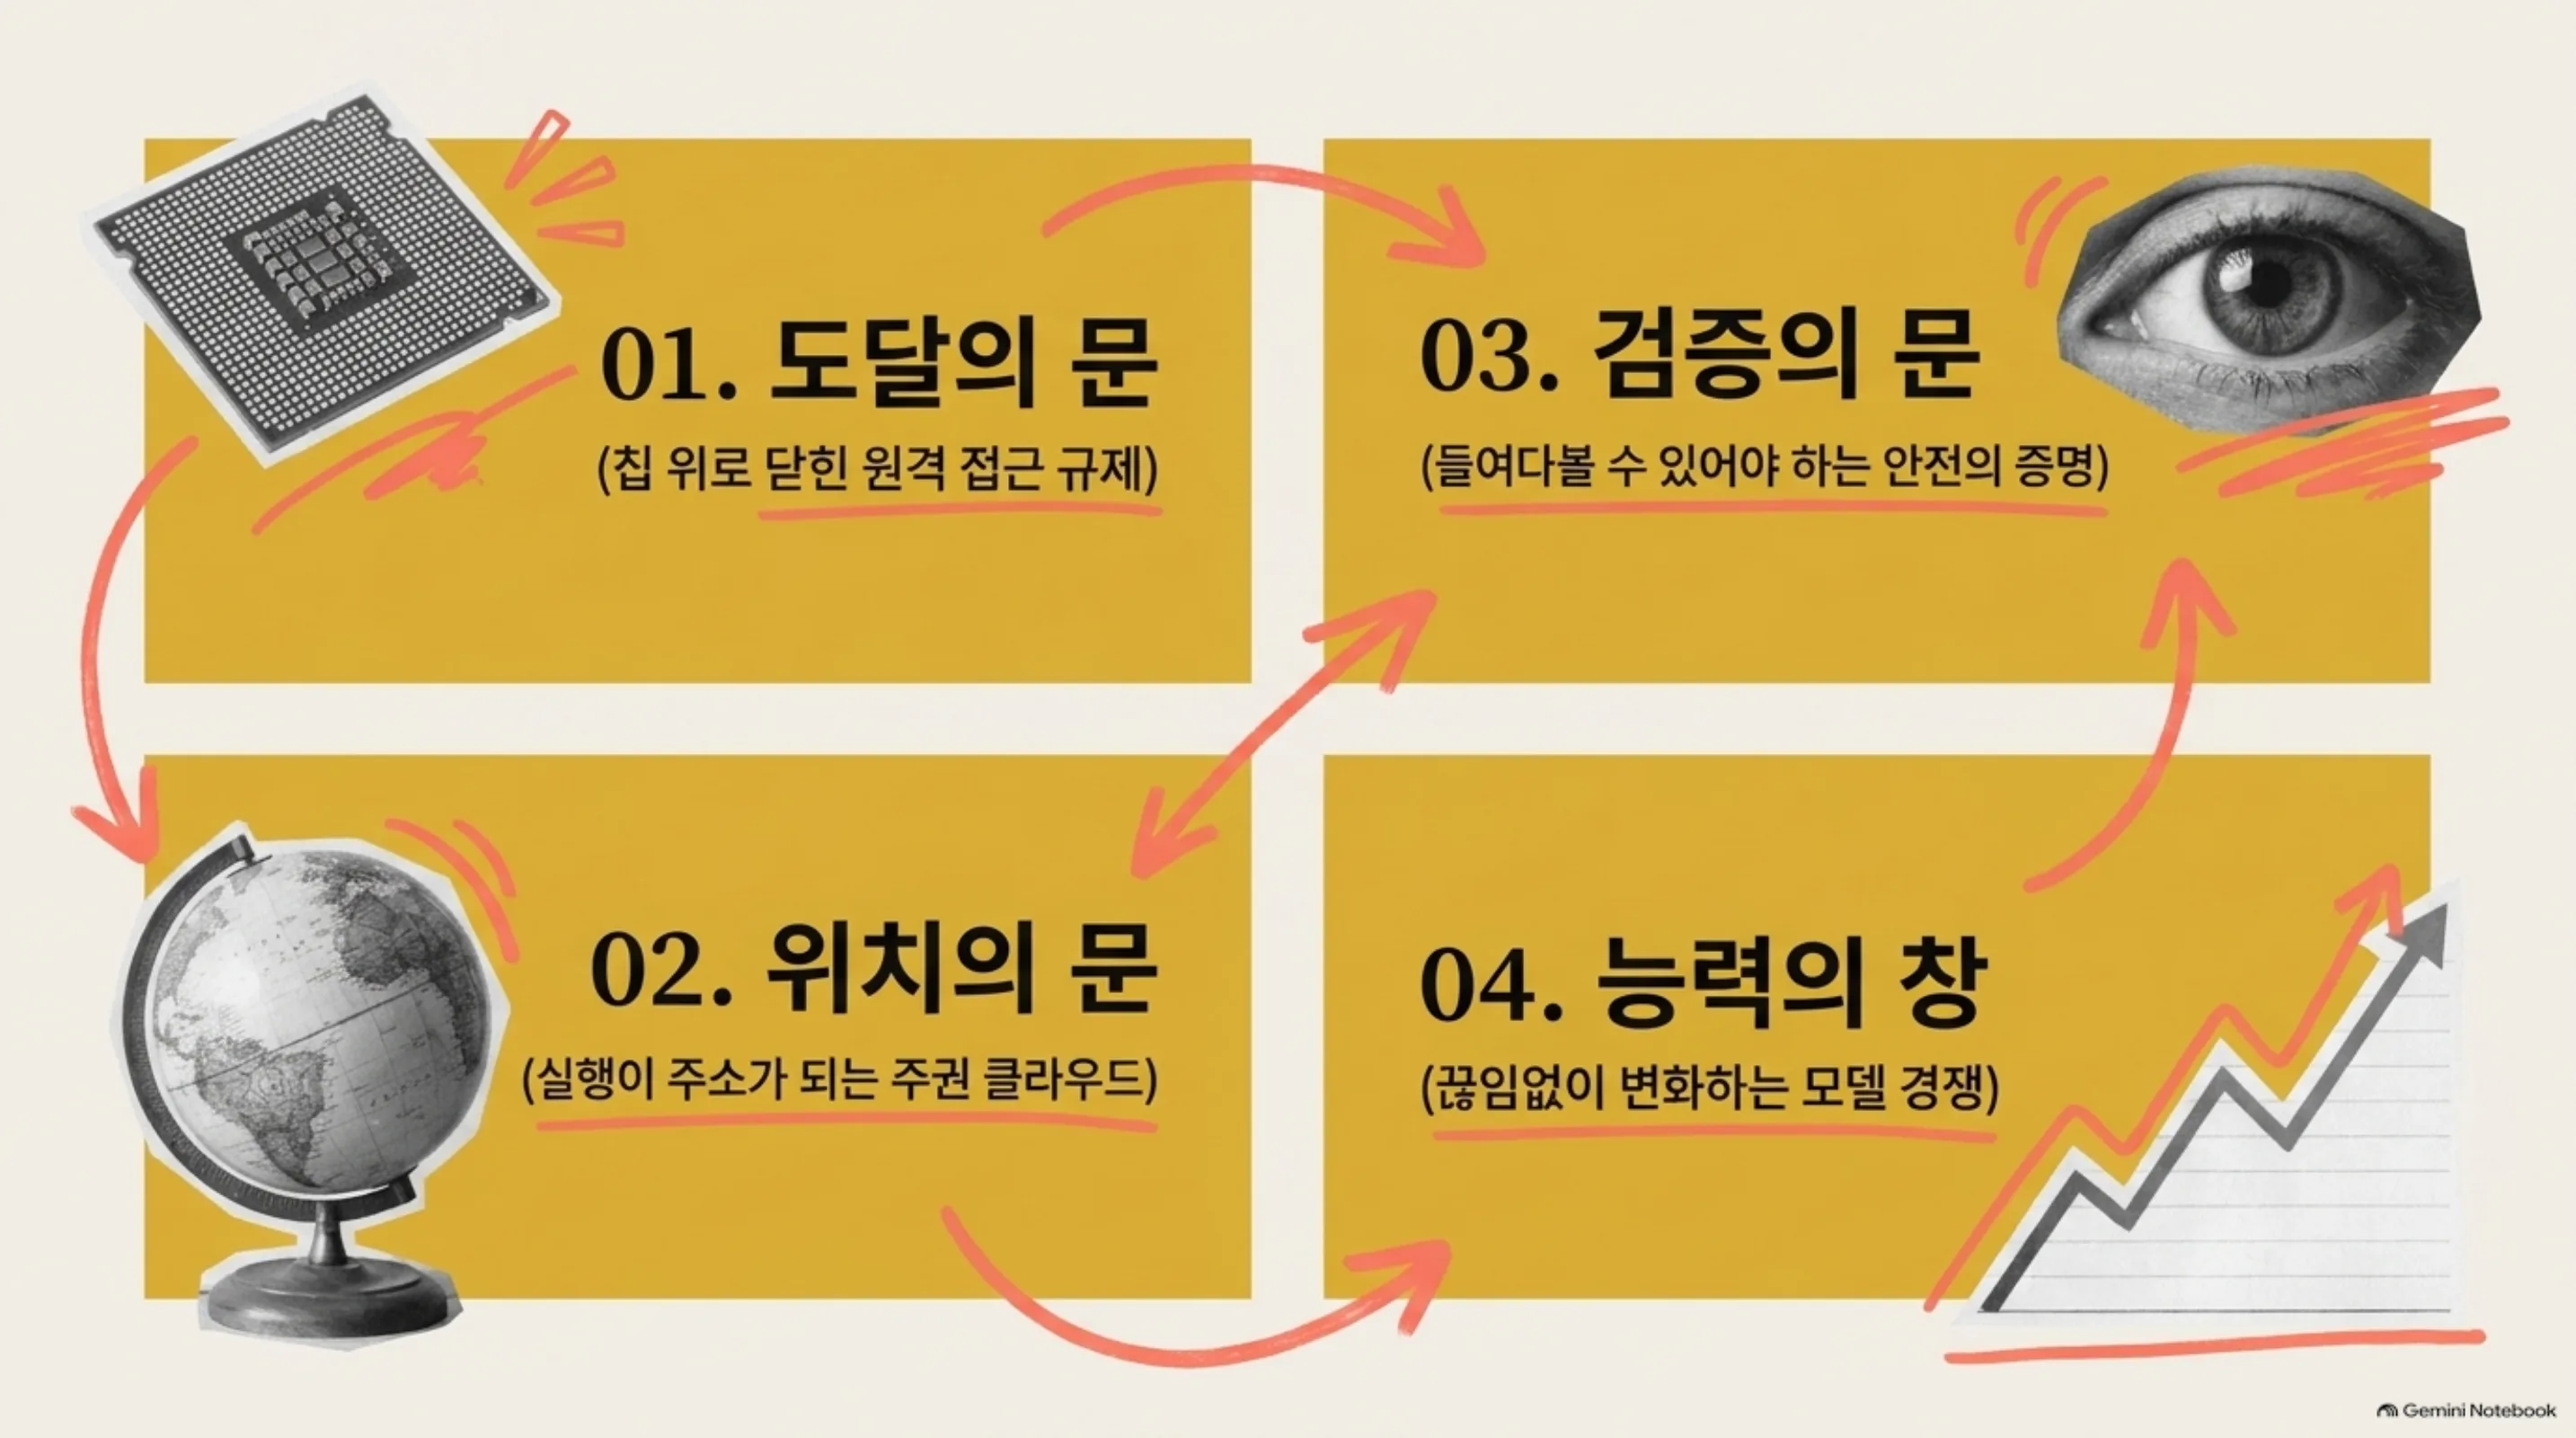 01. 도달의 문
(칩 위로 닫힌 원격 접근 규제)
02. 위치의 문
(실행이 주소가 되는 주권 클라우드)
03. 검증의 문
(들여다볼 수 있어야 하는 안전의 증명)
04. 능력의 창
(끊임없이 변화하는 모델 경쟁)
Gemini Notebook